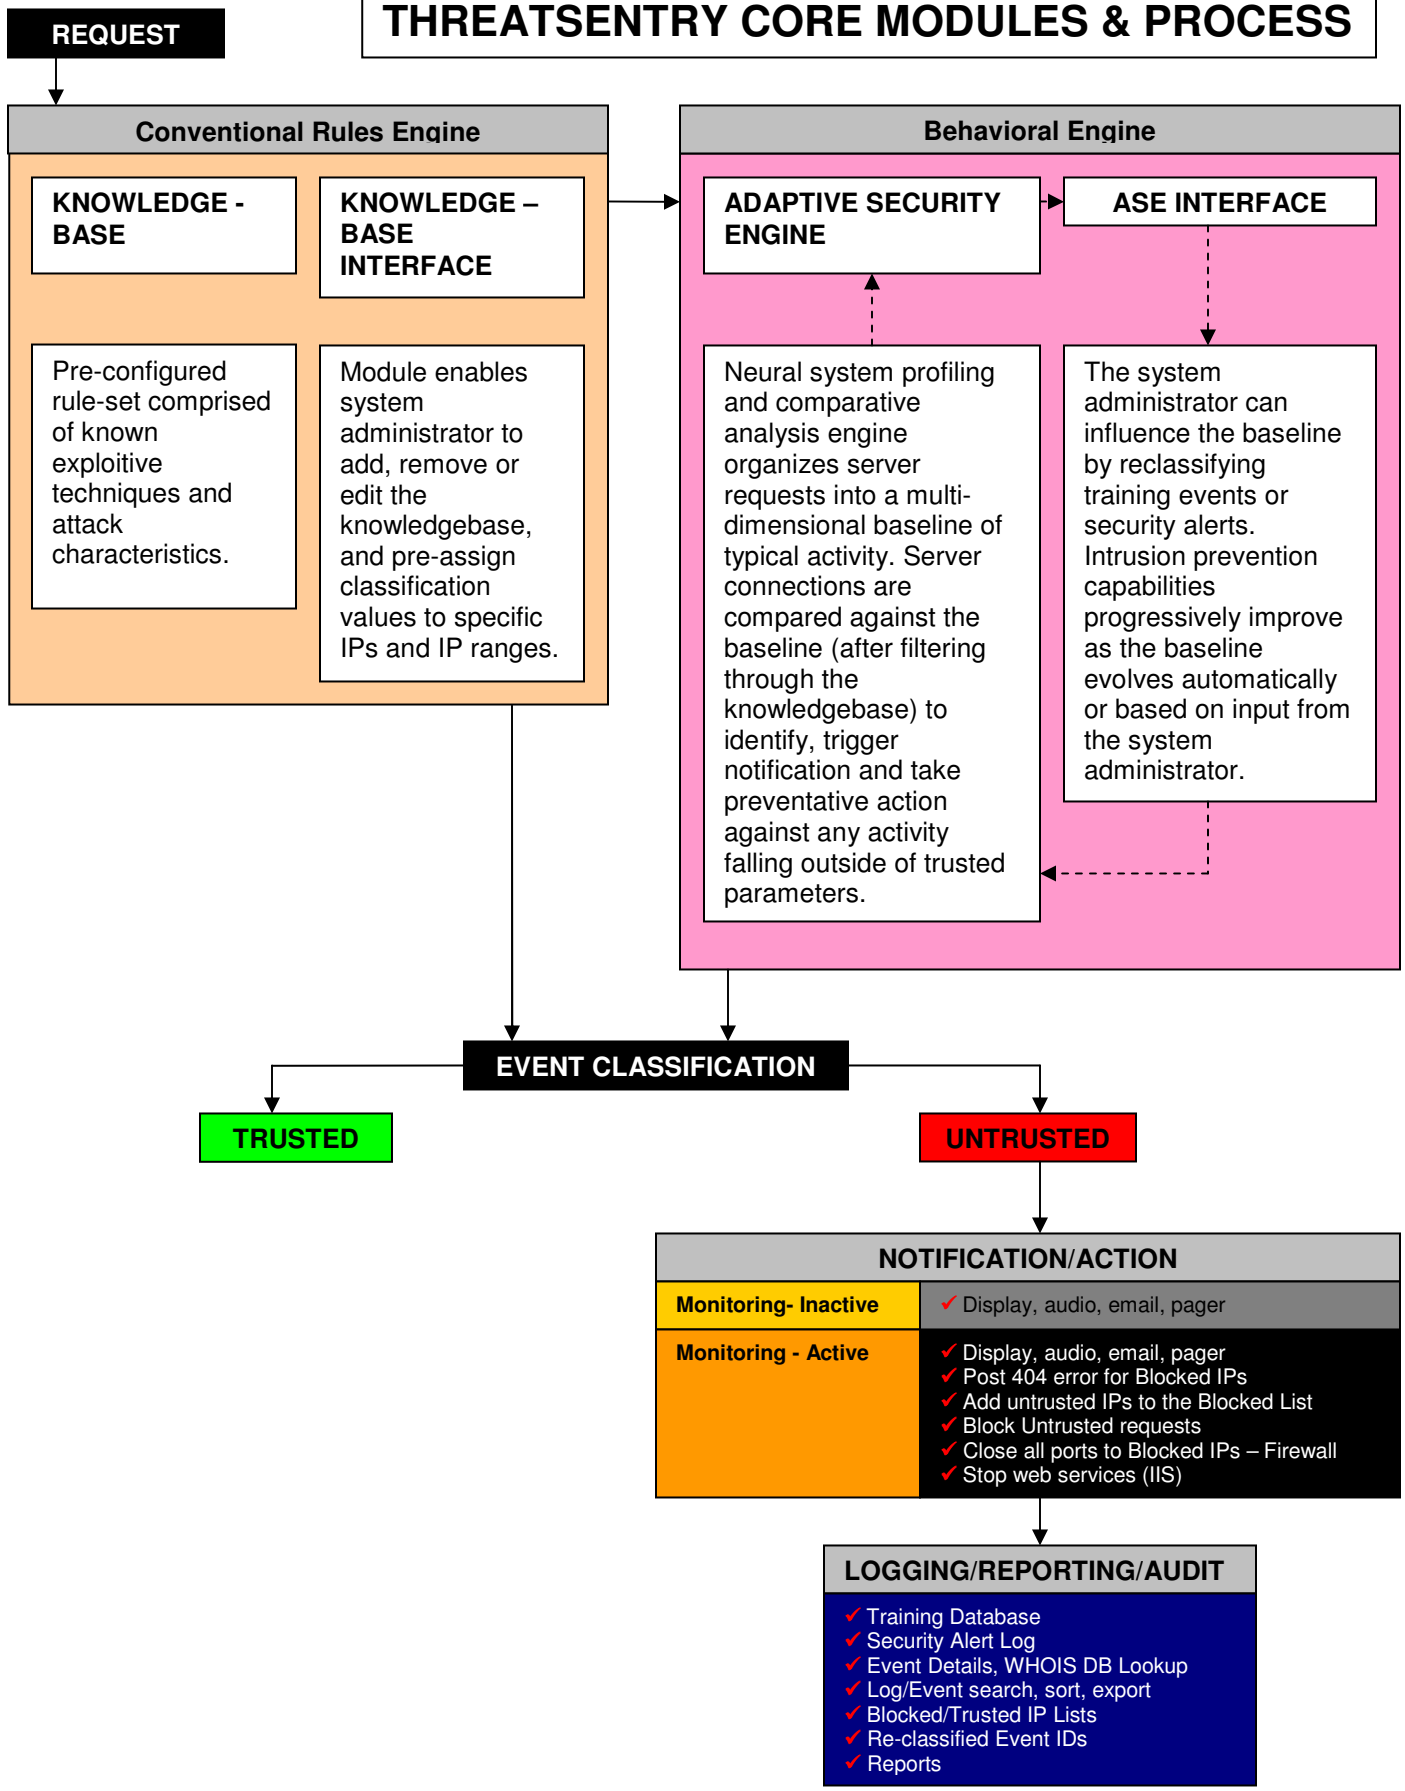 THREATSENTRY CORE MODULES & PROCESS
REQUEST
Conventional Rules Engine
KNOWLEDGE -
BASE
KNOWLEDGE –
BASE
INTERFACE
Pre-configured
rule-set comprised
of known
exploitive
techniques and
attack
characteristics.
Module enables
system
administrator to
add, remove or
edit the
knowledgebase,
and pre-assign
classification
values to specific
IPs and IP ranges.
Behavioral Engine
ADAPTIVE SECURITY
ENGINE
ASE INTERFACE
Neural system profiling
and comparative
analysis engine
organizes server
requests into a multi-
dimensional baseline of
typical activity. Server
connections are
compared against the
baseline (after filtering
through the
knowledgebase) to
identify, trigger
notification and take
preventative action
against any activity
falling outside of trusted
parameters.
The system
administrator can
influence the baseline
by reclassifying
training events or
security alerts.
Intrusion prevention
capabilities
progressively improve
as the baseline
evolves automatically
or based on input from
the system
administrator.
EVENT CLASSIFICATION
TRUSTED
UNTRUSTED
NOTIFICATION/ACTION
Monitoring- Inactive
✓ Display, audio, email, pager
Monitoring - Active
✓ Display, audio, email, pager
✓ Post 404 error for Blocked IPs
✓ Add untrusted IPs to the Blocked List
✓ Block Untrusted requests
✓ Close all ports to Blocked IPs – Firewall
✓ Stop web services (IIS)
LOGGING/REPORTING/AUDIT
✓ Training Database
✓ Security Alert Log
✓ Event Details, WHOIS DB Lookup
✓ Log/Event search, sort, export
✓ Blocked/Trusted IP Lists
✓ Re-classified Event IDs
✓ Reports